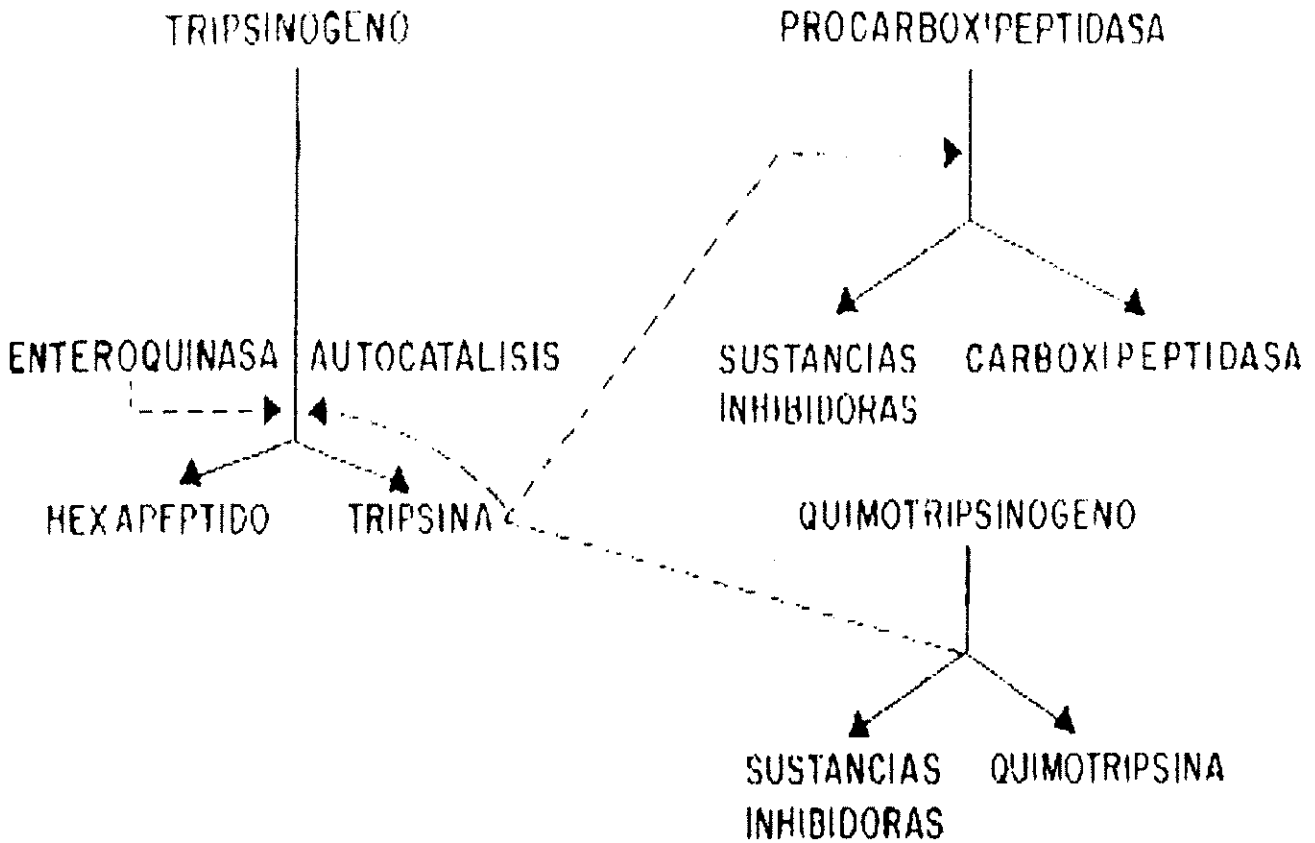 TRIPSINOGENO
PROCARBOXIPEPTIDASA
ENTEROQUINASA
AUTOCATALISIS
SUSTANCIAS
INHIBIDORAS
CARBOXIPEPTIDASA
HEXAPEPTIDO
TRIPSINA
QUIMOTRIPSINOGENO
SUSTANCIAS
INHIBIDORAS
QUIMOTRIPSINA